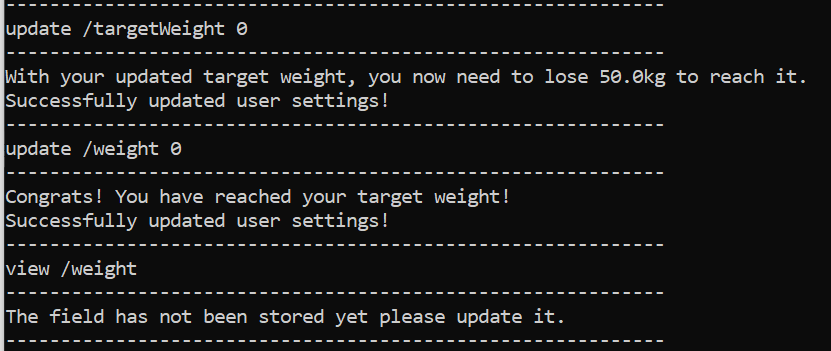 ------------------------------------------------------------
update /targetWeight 0
------------------------------------------------------------
With your updated target weight, you now need to lose 50.0kg to reach it.
Successfully updated user settings!
------------------------------------------------------------
update /weight 0
------------------------------------------------------------
Congrats! You have reached your target weight!
Successfully updated user settings!
------------------------------------------------------------
view /weight
------------------------------------------------------------
The field has not been stored yet please update it.
------------------------------------------------------------